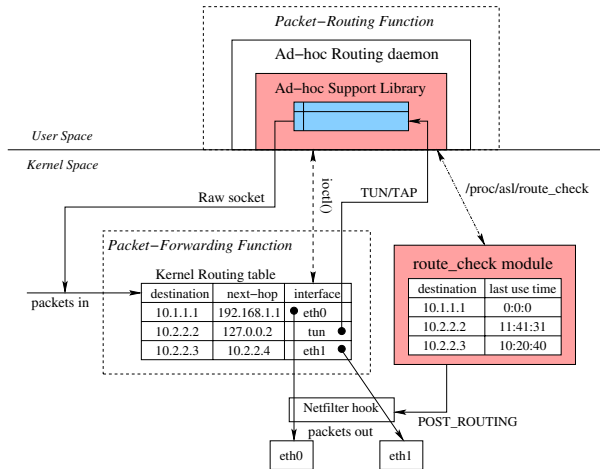 Packet-Routing Function
Ad-hoc Routing daemon
Ad-hoc Support Library
User Space
Kernel Space
Raw socket
ioctl()
TUN/TAP
/proc/asl/route_check
Packet-Forwarding Function
Kernel Routing table
packets in
destination next-hop interface
10.1.1.1 192.168.1.1 eth0
10.2.2.2 127.0.0.2 tun
10.2.2.3 10.2.2.4 eth1
route_check module
destination last use time
10.1.1.1 0:0:0
10.2.2.2 11:41:31
10.2.2.3 10:20:40
Netfilter hook
POST_ROUTING
packets out
eth0 eth1